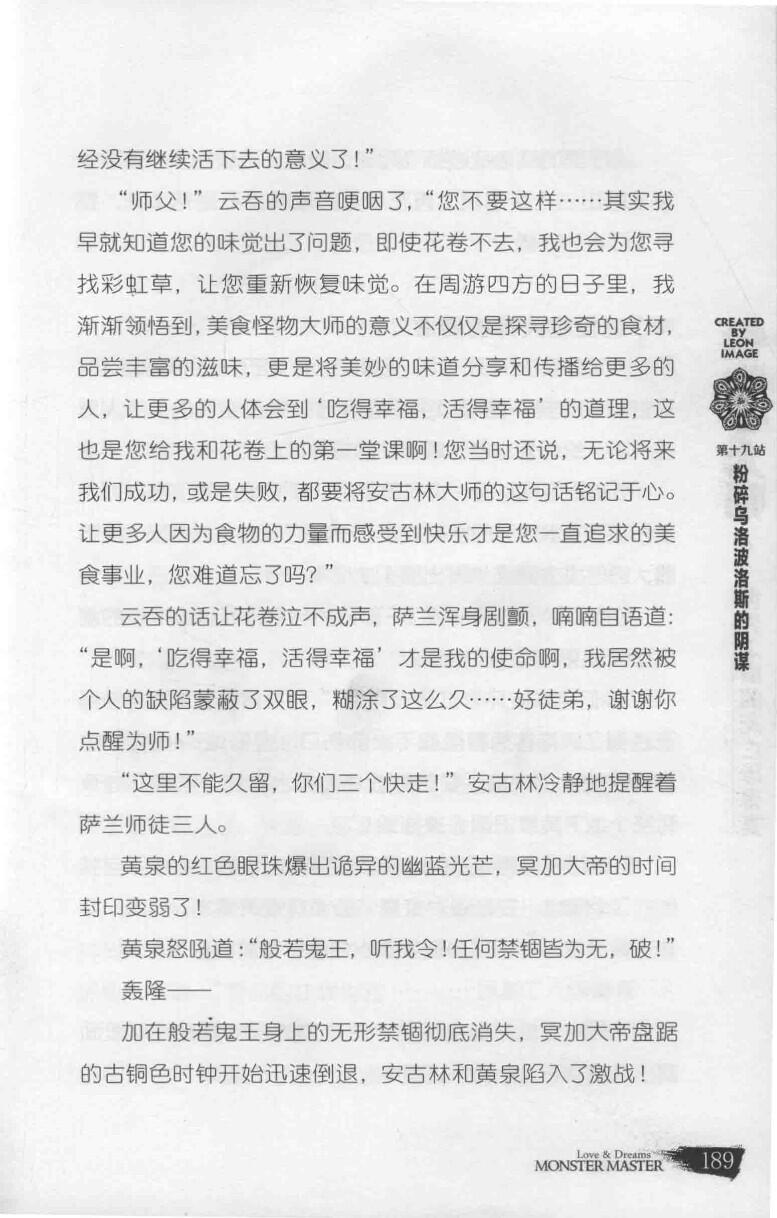 经没有继续活下去的意义了！”
“师父！”云吞的声音哽咽了，“您不要这样……其实我
早就知道您的味觉出了问题，即使花卷不去，我也会为您寻
找彩虹草，让您重新恢复味觉。在周游四方的日子里，我
渐渐领悟到，美食怪物大师的意义不仅仅是探寻珍奇的食材，
品尝丰富的滋味，更是将美妙的味道分享和传播给更多的
人，让更多的人体会到‘吃得幸福，活得幸福’的道理，这
也是您给我和花卷上的第一堂课啊！您当时还说，无论将来
我们成功，或是失败，都要将安古林大师的这句话铭记于心。
让更多人因为食物的力量而感受到快乐才是您一直追求的美
食事业，您难道忘了吗？”
云吞的话让花卷泣不成声，萨兰浑身剧颤，喃喃自语道：
“是啊，‘吃得幸福，活得幸福’才是我的使命啊，我居然被
个人的缺陷蒙蔽了双眼，糊涂了这么久……好徒弟，谢谢你
点醒为师！”
“这里不能久留，你们三个快走！”安古林冷静地提醒着
萨兰师徒三人。
黄泉的红色眼珠爆出诡异的幽蓝光芒，冥加大帝的时间
封印变弱了！
黄泉怒吼道：“般若鬼王，听我令！任何禁锢皆为无，破！”
轰隆——
加在般若鬼王身上的无形禁锢彻底消失，冥加大帝盘踞
的古铜色时钟开始迅速倒退，安古林和黄泉陷入了激战！
CREATED
BY
LEON
IMAGE
第十九站
粉碎乌洛波洛斯的阴谋
Love & Dreams
MONSTER MASTER
189